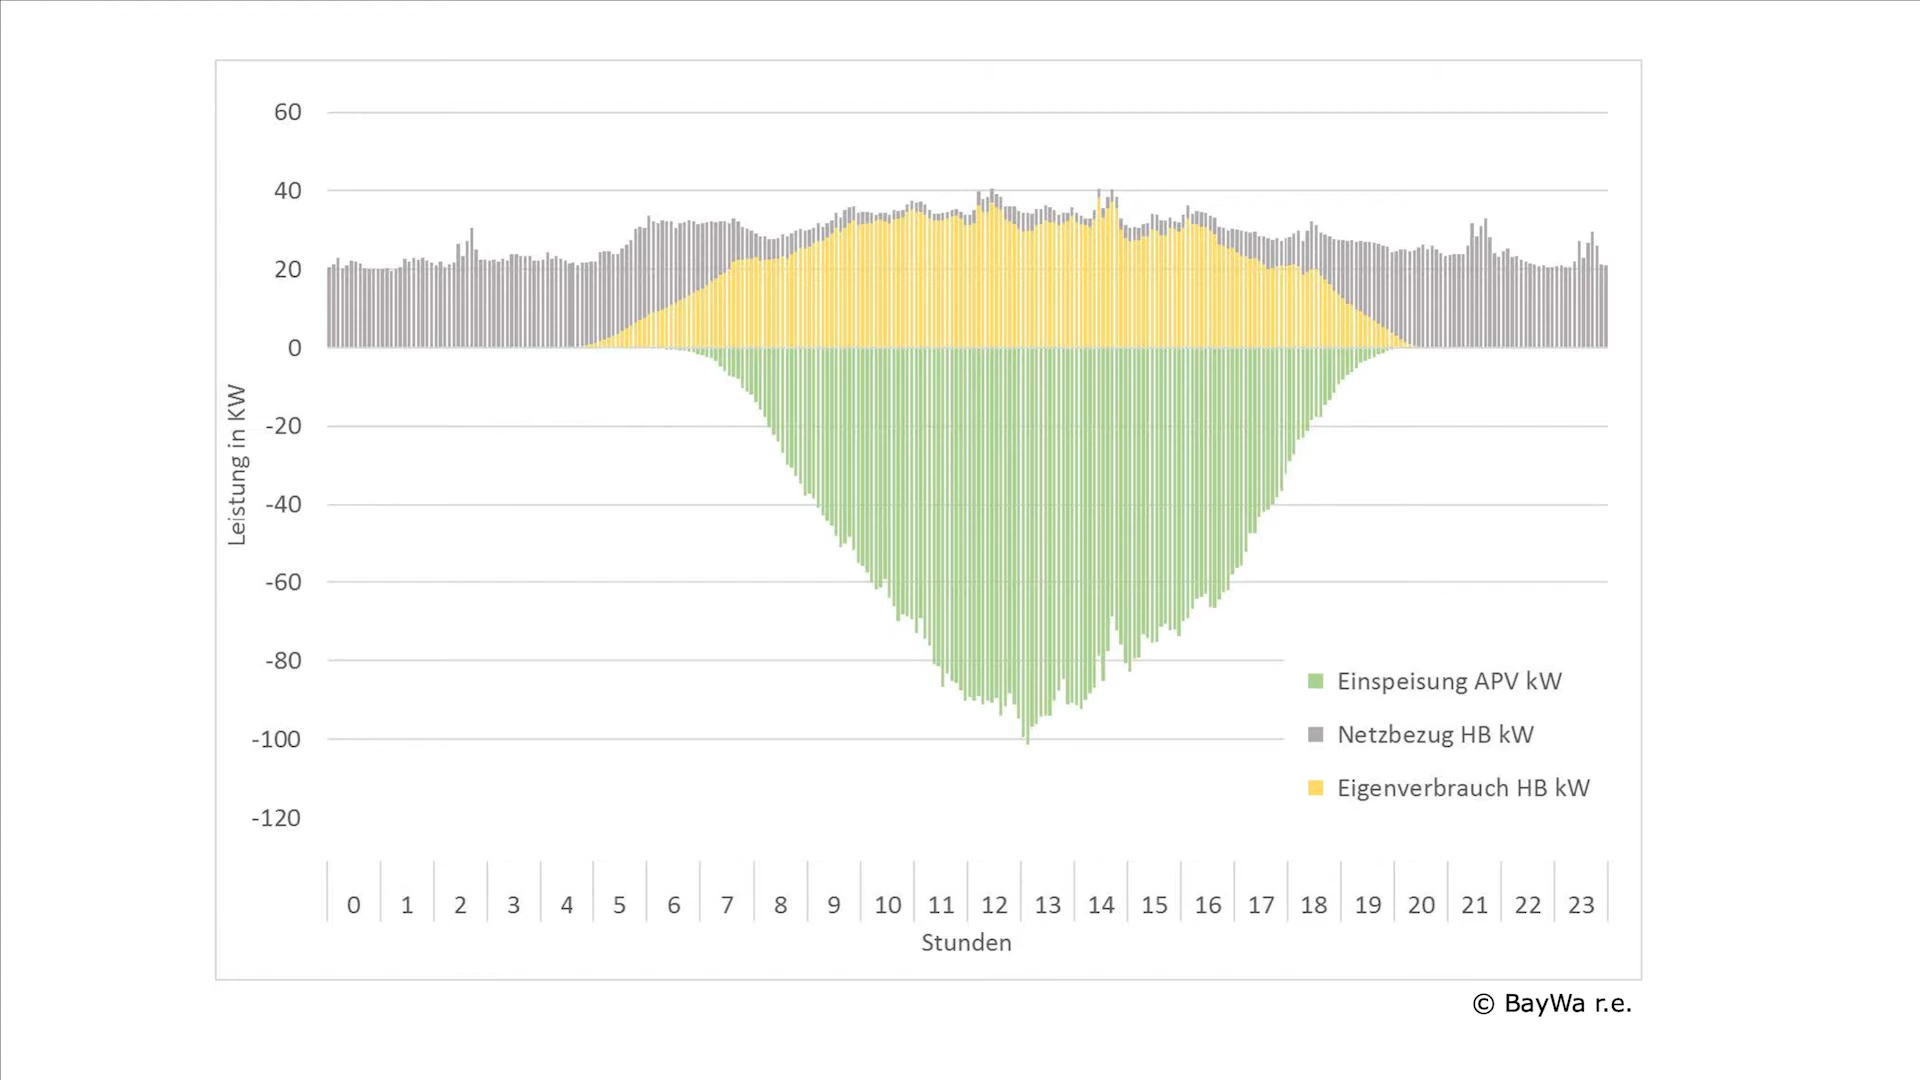 60
40
20
0
-20
-40
-60
-80
-100
-120
Leistung in KW
Einspeisung APV kW
Netzbezug HB kW
Eigenverbrauch HB kW
0 1 2 3 4 5 6 7 8 9 10 11 12 13 14 15 16 17 18 19 20 21 22 23
Stunden
© BayWa r.e.